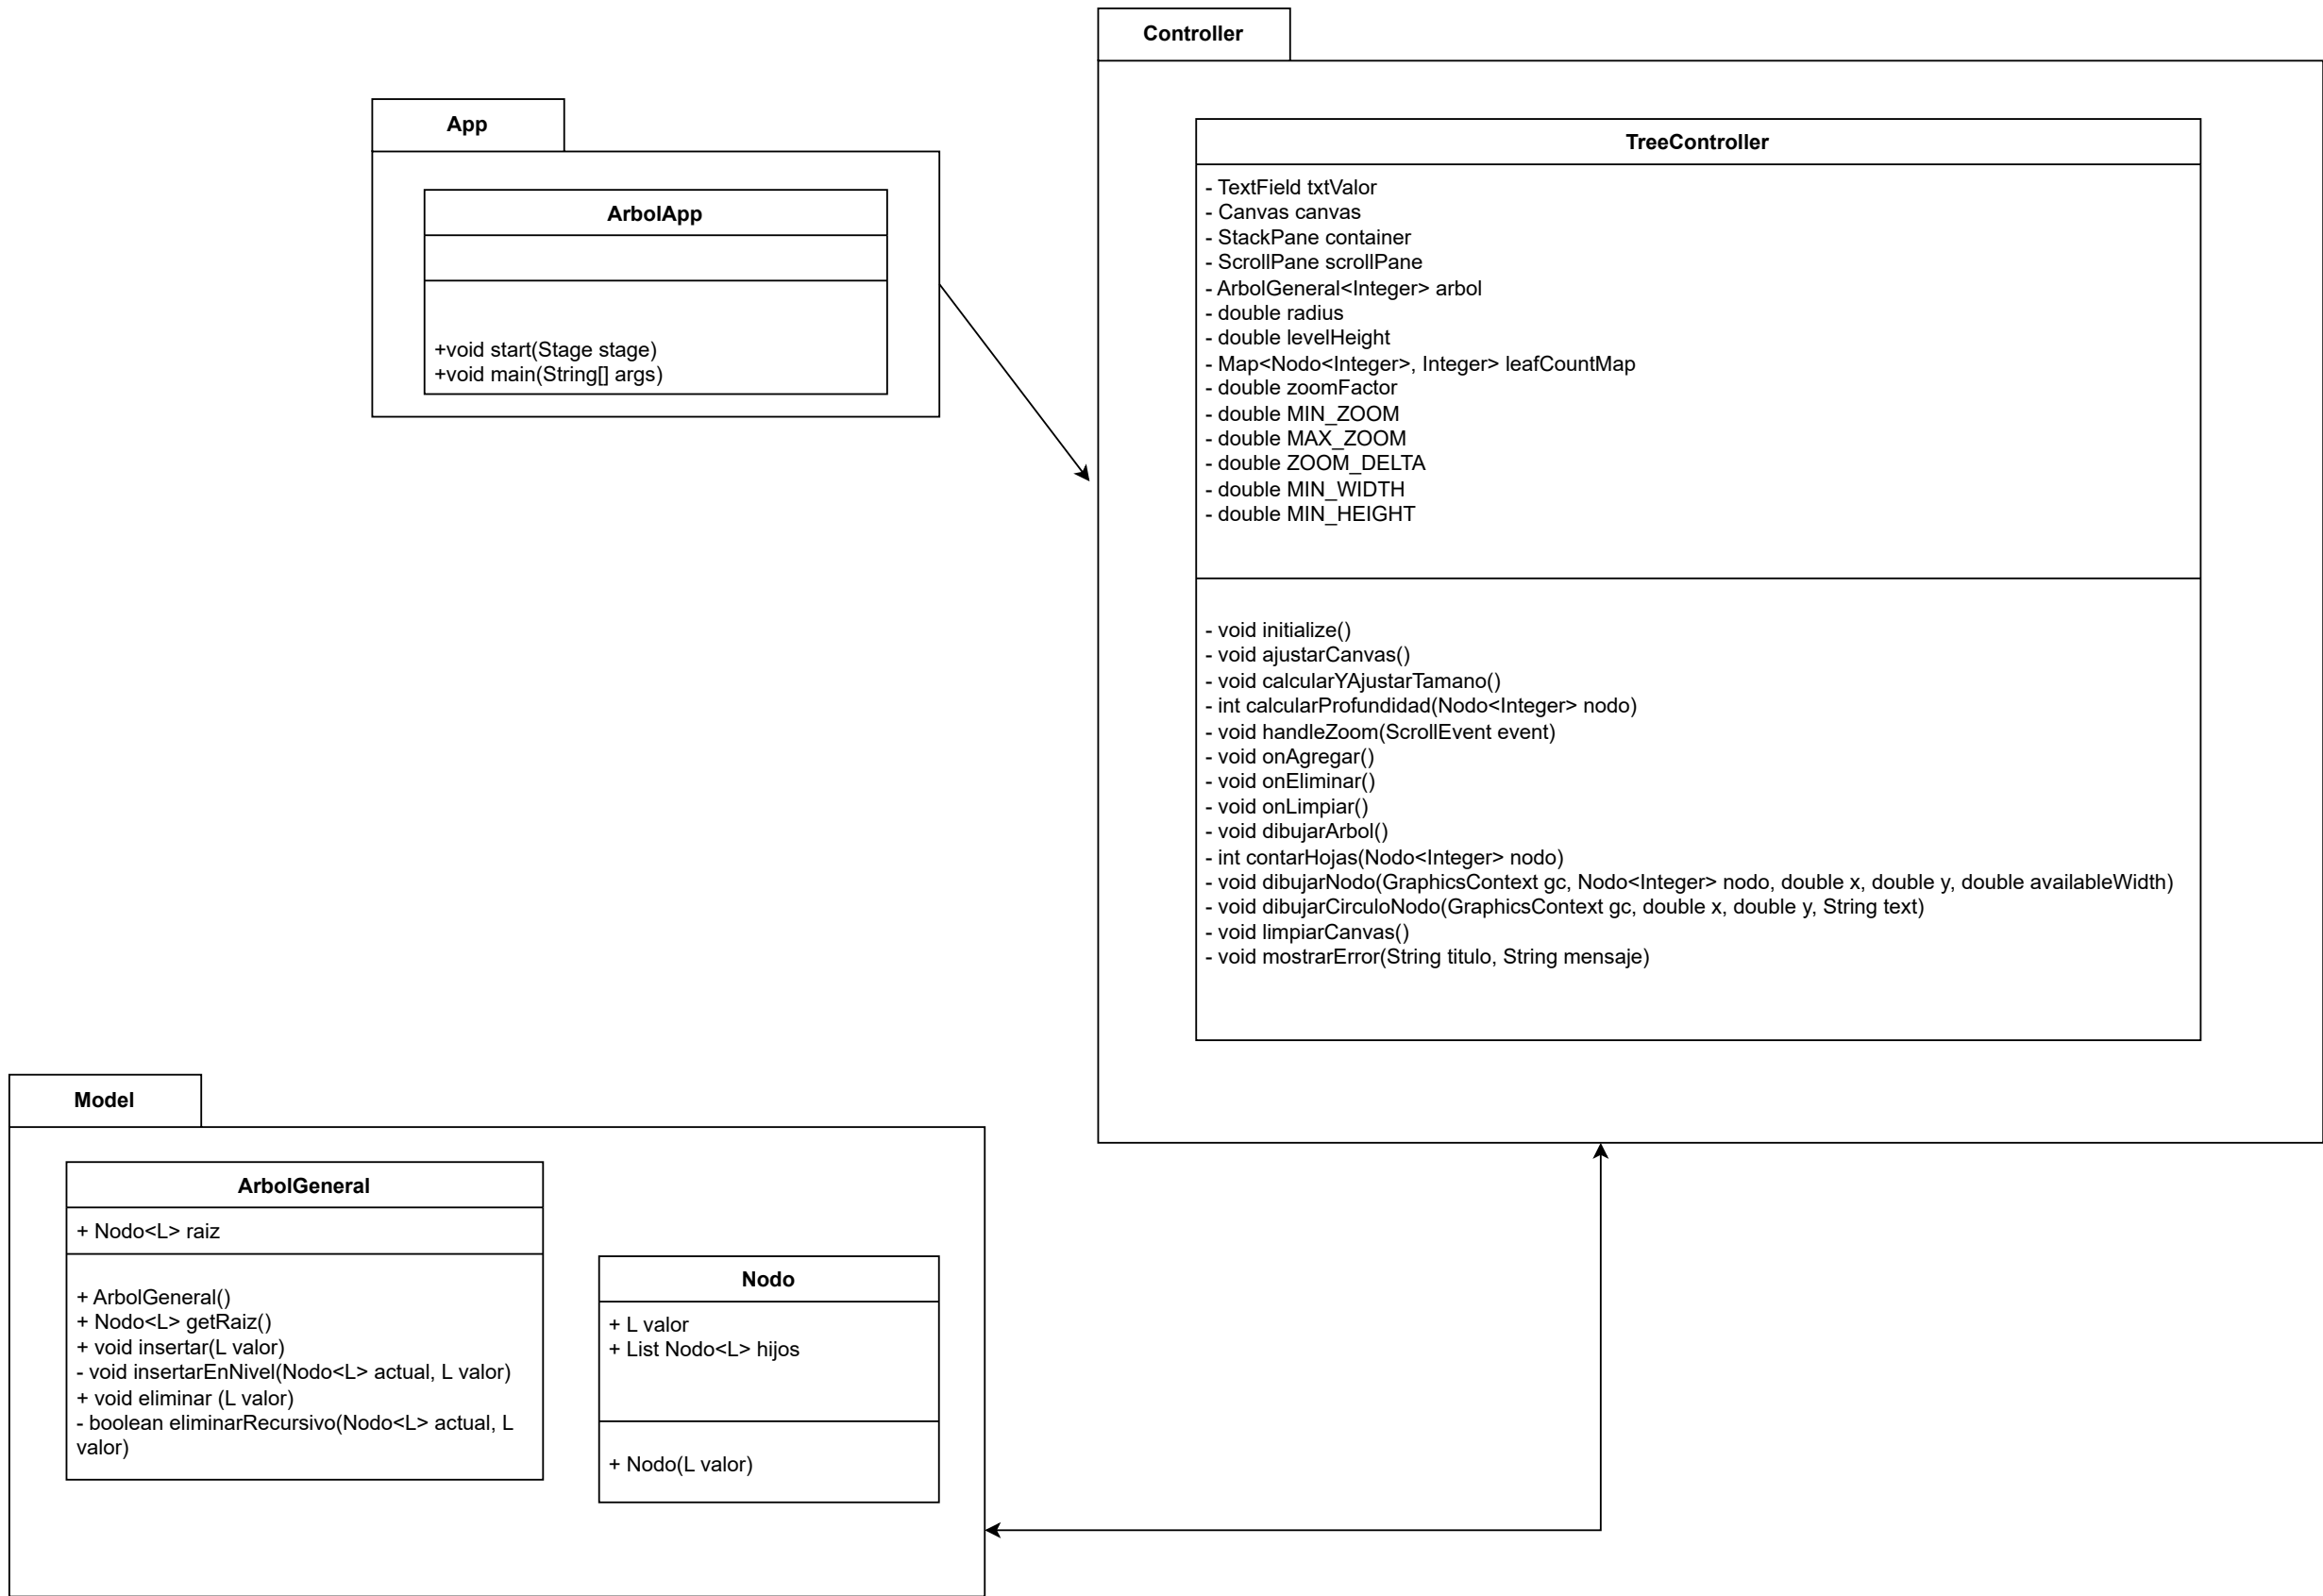 Controller
TreeController
- TextField txtValor
- Canvas canvas
- StackPane container
- ScrollPane scrollPane
- ArbolGeneral<Integer> arbol
- double radius
- double levelHeight
- Map<Nodo<Integer>, Integer> leafCountMap
- double zoomFactor
- double MIN_ZOOM
- double MAX_ZOOM
- double ZOOM_DELTA
- double MIN_WIDTH
- double MIN_HEIGHT
- void initialize()
- void ajustarCanvas()
- void calcularYAjustarTamano()
- int calcularProfundidad(Nodo<Integer> nodo)
- void handleZoom(ScrollEvent event)
- void onAgregar()
- void onEliminar()
- void onLimpiar()
- void dibujarArbol()
- int contarHojas(Nodo<Integer> nodo)
- void dibujarNodo(GraphicsContext gc, Nodo<Integer> nodo, double x, double y, double availableWidth)
- void dibujarCirculoNodo(GraphicsContext gc, double x, double y, String text)
- void limpiarCanvas()
- void mostrarError(String titulo, String mensaje)
App
ArbolApp
+void start(Stage stage)
+void main(String[] args)
Model
ArbolGeneral
+ Nodo<L> raiz
+ ArbolGeneral()
+ Nodo<L> getRaiz()
+ void insertar(L valor)
- void insertarEnNivel(Nodo<L> actual, L valor)
+ void eliminar (L valor)
- boolean eliminarRecursivo(Nodo<L> actual, L
valor)
Nodo
+ L valor
+ List Nodo<L> hijos
+ Nodo(L valor)